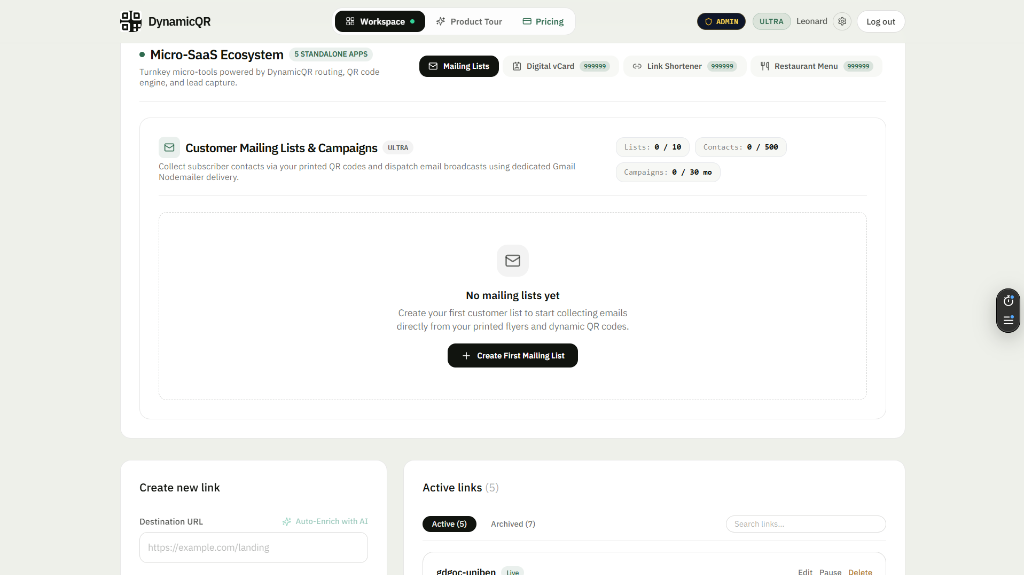 DynamicQR
Workspace
Product Tour
Pricing
ADMIN
ULTRA
Leonard
Log out
Micro-SaaS Ecosystem
5 STANDALONE APPS
Turnkey micro-tools powered by DynamicQR routing, QR code
engine, and lead capture.
Mailing Lists
Digital vCard 999999
Link Shortener 999999
Restaurant Menu 999999
Customer Mailing Lists & Campaigns
ULTRA
Collect subscriber contacts via your printed QR codes and dispatch email broadcasts using dedicated Gmail
Nodemailer delivery.
Lists: 0 / 10
Contacts: 0 / 500
Campaigns: 0 / 30 mo
No mailing lists yet
Create your first customer list to start collecting emails
directly from your printed flyers and dynamic QR codes.
Create First Mailing List
Create new link
Destination URL
Auto-Enrich with AI
https://example.com/landing
Active links (5)
Active (5)
Archived (7)
Search links...
gdgoc-uniben
Live
Edit
Pause
Delete